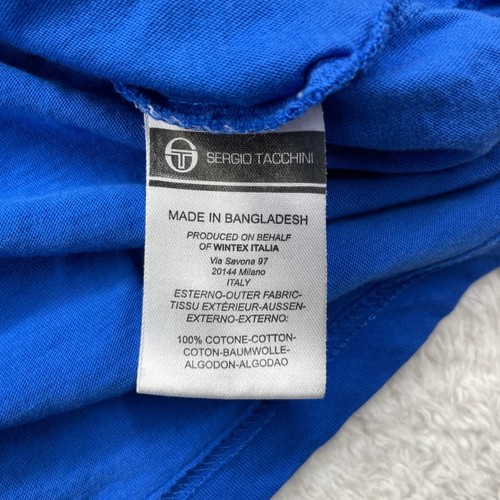 SERGIO TACCHINI
MADE IN BANGLADESH
PRODUCED ON BEHALF
OF WINTEX ITALIA
Via Savona 97
20144 Milano
ITALY
ESTERNO-OUTER FABRIC-
TISSU EXTÉRIEUR-AUSSEN-
EXTERNO-EXTERNO:
100% COTONE-COTTON-
COTON-BAUMWOLLE-
ALGODON-ALGODAO